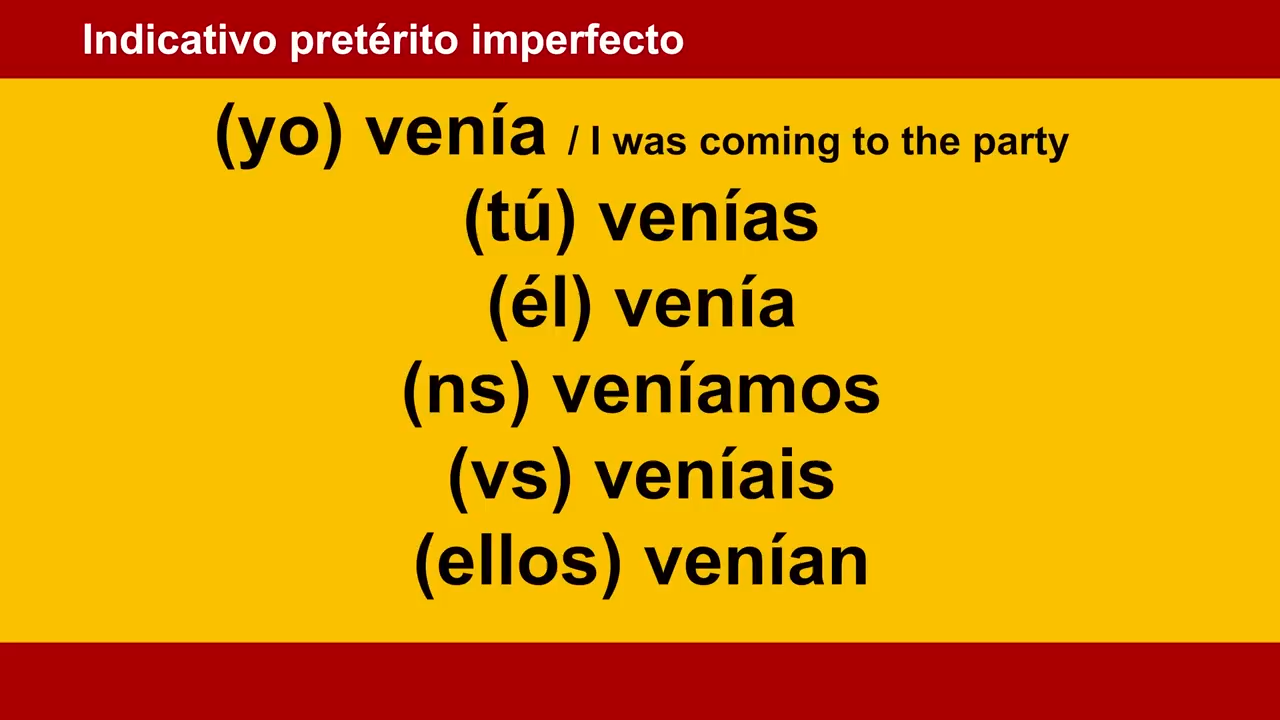 Indicativo pretérito imperfecto
(yo) venía / I was coming to the party
(tú) venías
(él) venía
(ns) veníamos
(vs) veníais
(ellos) venían